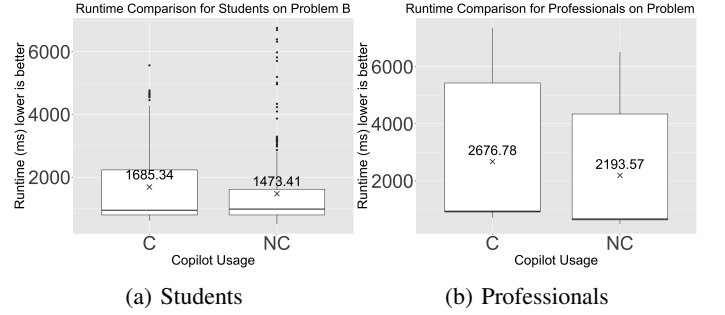 Runtime Comparison for Students on Problem B
Runtime (ms) lower is better
6000
4000
2000
1685.34
1473.41
C
NC
Copilot Usage
(a) Students
Runtime Comparison for Professionals on Problem
Runtime (ms) lower is better
6000
4000
2000
2676.78
2193.57
C
NC
Copilot Usage
(b) Professionals